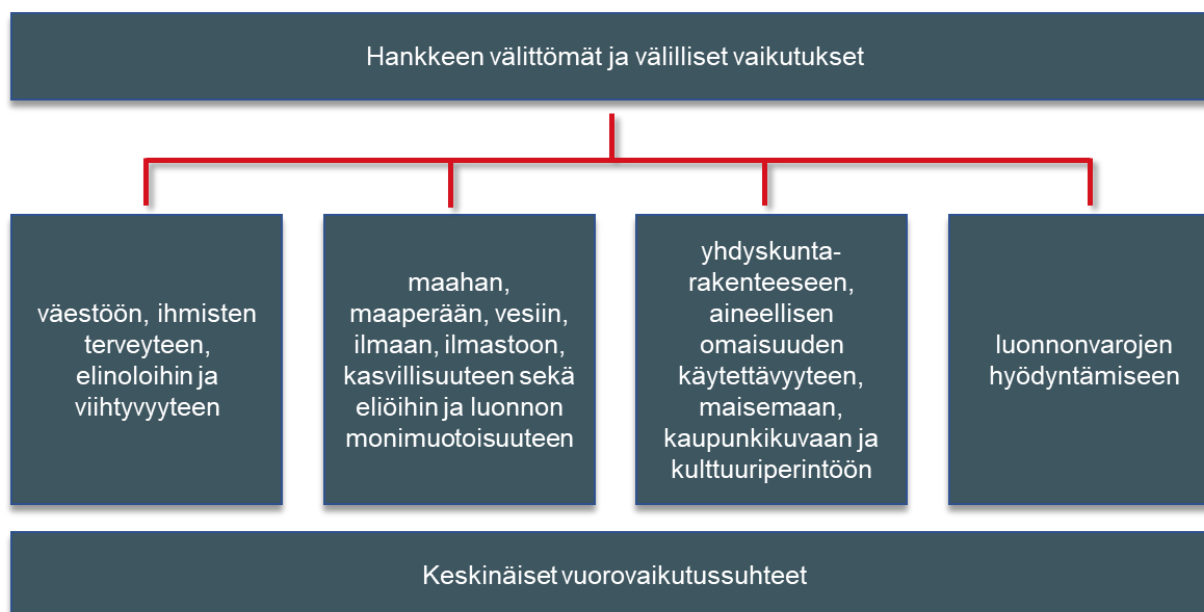 Hankkeen välittömät ja välilliset vaikutukset
väestöön, ihmisten
terveyteen,
elinoloihin ja
viihtyvyyteen
maahan,
maaperään, vesiin,
ilmaan, ilmastoon,
kasvillisuuteen sekä
eliöihin ja luonnon
monimuotoisuuteen
yhdyskunta-
rakenteeseen,
aineellisen
omaisuuden
käytettävyyteen,
maisemaan,
kaupunkikuvaan ja
kulttuuriperintöön
luonnonvarojen
hyödyntämiseen
Keskinäiset vuorovaikutussuhteet